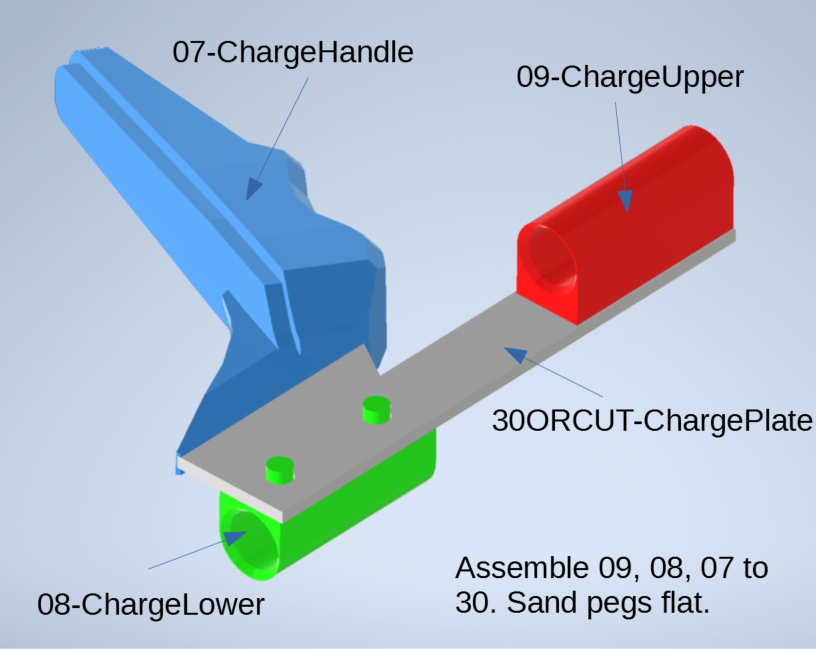 07-ChargeHandle
09-ChargeUpper
30ORCUT-ChargePlate
08-ChargeLower
Assemble 09, 08, 07 to
30. Sand pegs flat.